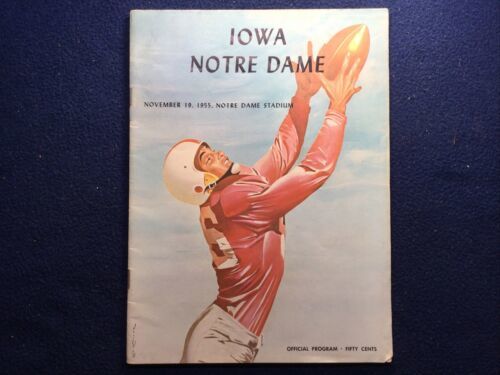 IOWA
NOTRE DAME
NOVEMBER 19, 1955, NOTRE DAME STADIUM
OFFICIAL PROGRAM · FIFTY CENTS